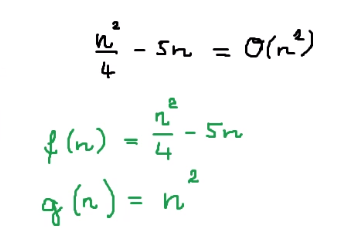 n²/4 - 5n = O(n²)
f(n) = n²/4 - 5n
g(n) = n²